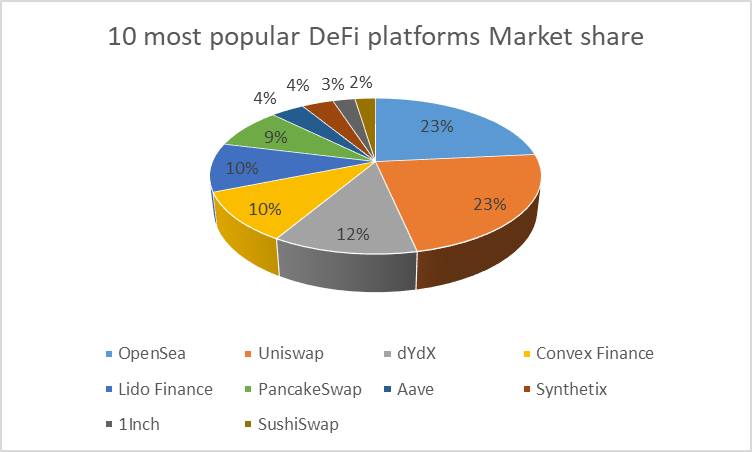 10 most popular DeFi platforms Market share
4% 4% 3% 2%
23%
9%
10%
23%
10%
12%
OpenSea Uniswap dYdX Convex Finance
Lido Finance PancakeSwap Aave Synthetix
1Inch SushiSwap